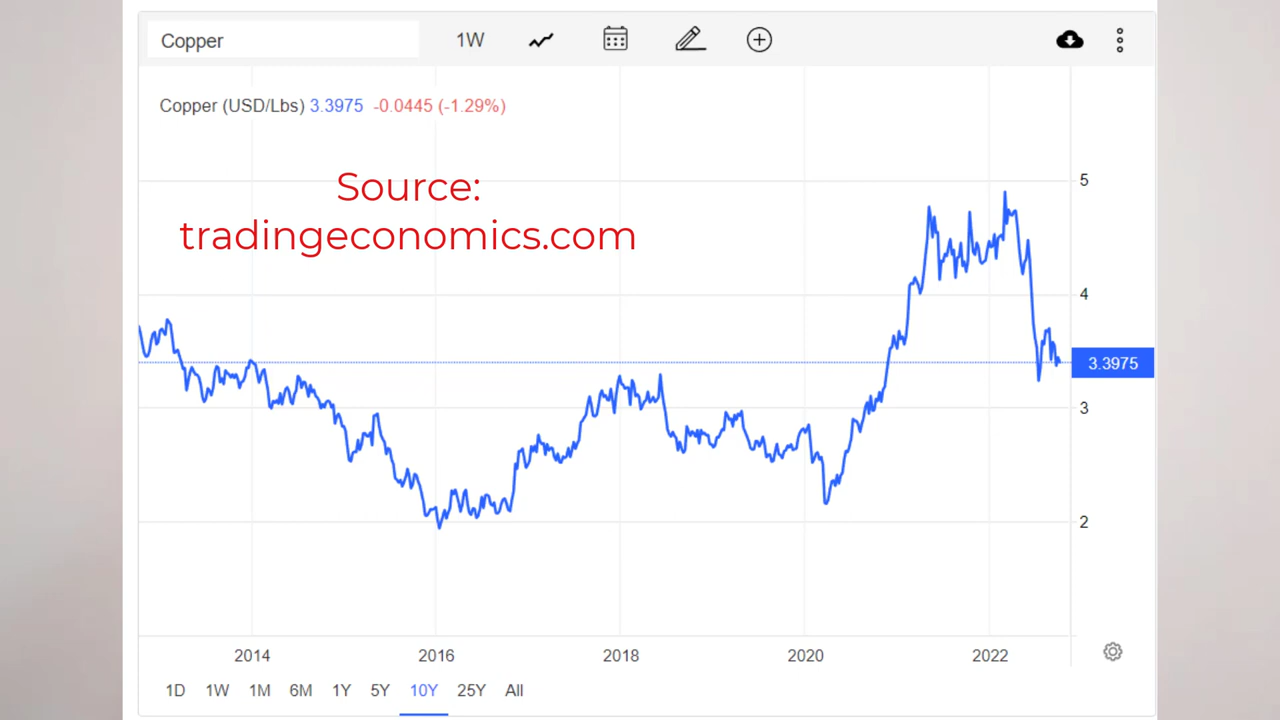 Copper
1W
Copper (USD/Lbs) 3.3975 -0.0445 (-1.29%)
Source:
tradingeconomics.com
5
4
3.3975
3
2
2014 2016 2018 2020 2022
1D 1W 1M 6M 1Y 5Y 10Y 25Y All